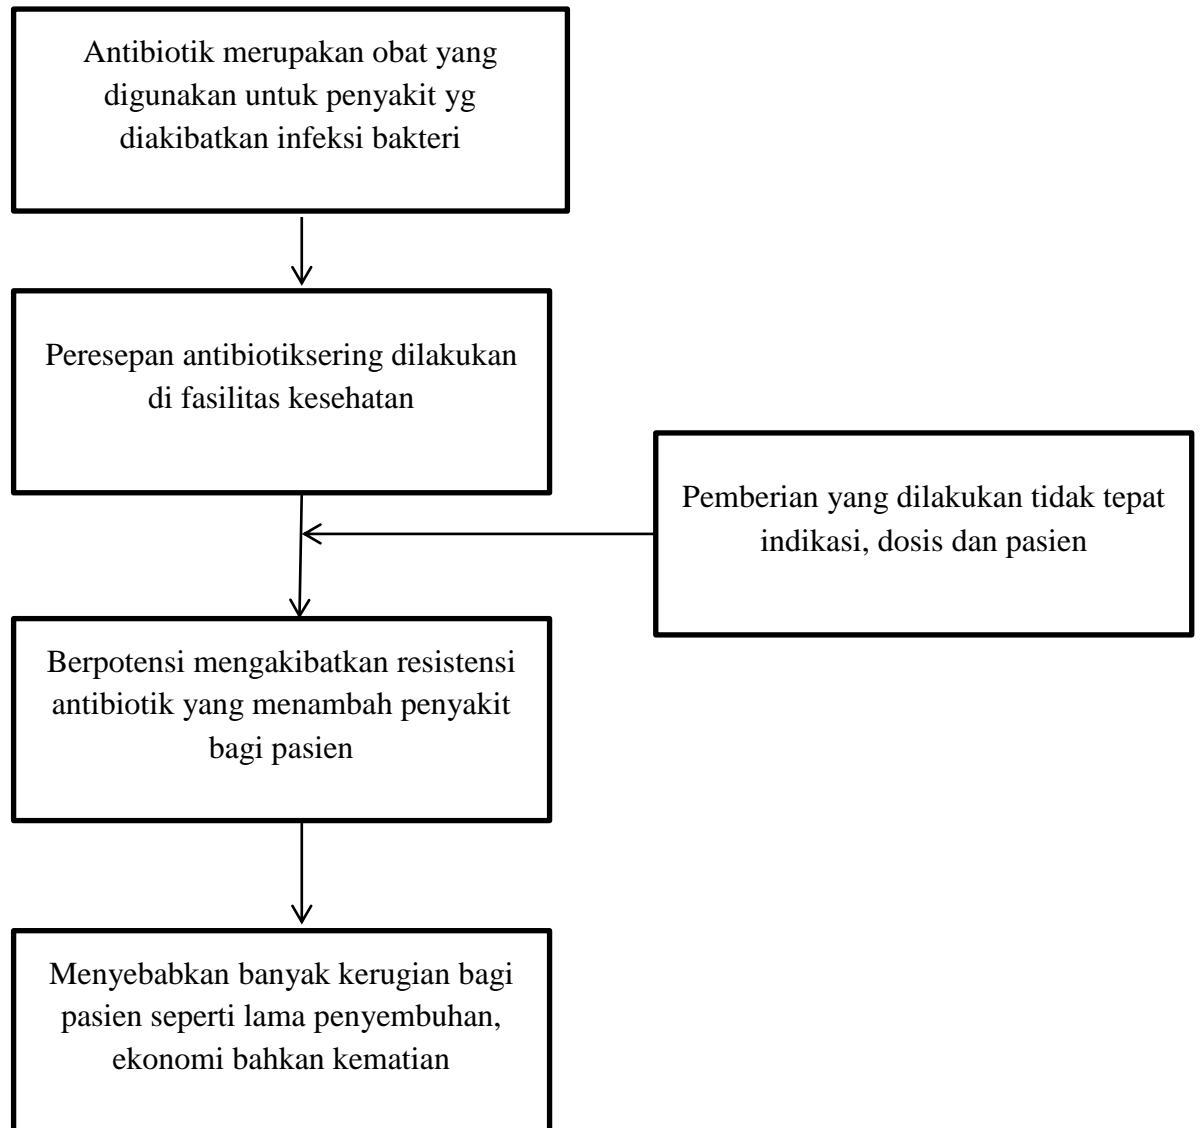 Antibiotik merupakan obat yang
digunakan untuk penyakit yg
diakibatkan infeksi bakteri
Peresepan antibiotiksering dilakukan
di fasilitas kesehatan
Pemberian yang dilakukan tidak tepat
indikasi, dosis dan pasien
Berpotensi mengakibatkan resistensi
antibiotik yang menambah penyakit
bagi pasien
Menyebabkan banyak kerugian bagi
pasien seperti lama penyembuhan,
ekonomi bahkan kematian